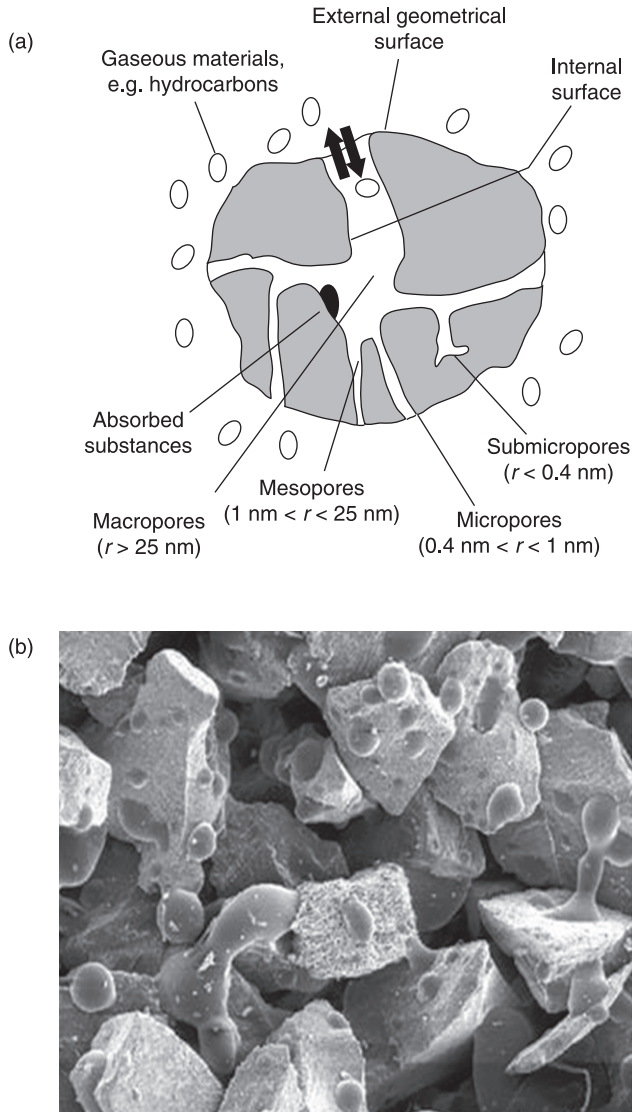 (a)
External geometrical
surface
Gaseous materials,
e.g. hydrocarbons
Internal
surface
Absorbed
substances
Submicropores
(r < 0.4 nm)
Mesopores
(1 nm < r < 25 nm)
Macropores
(r > 25 nm)
Micropores
(0.4 nm < r < 1 nm)
(b)